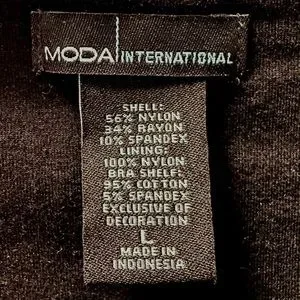 MODA INTERNATIONAL
SHELL:
56% NYLON
34% RAYON
10% SPANDEX
LINING:
100% NYLON
BRA SHELF:
95% COTTON
5% SPANDEX
EXCLUSIVE OF
DECORATION
L
MADE IN
INDONESIA